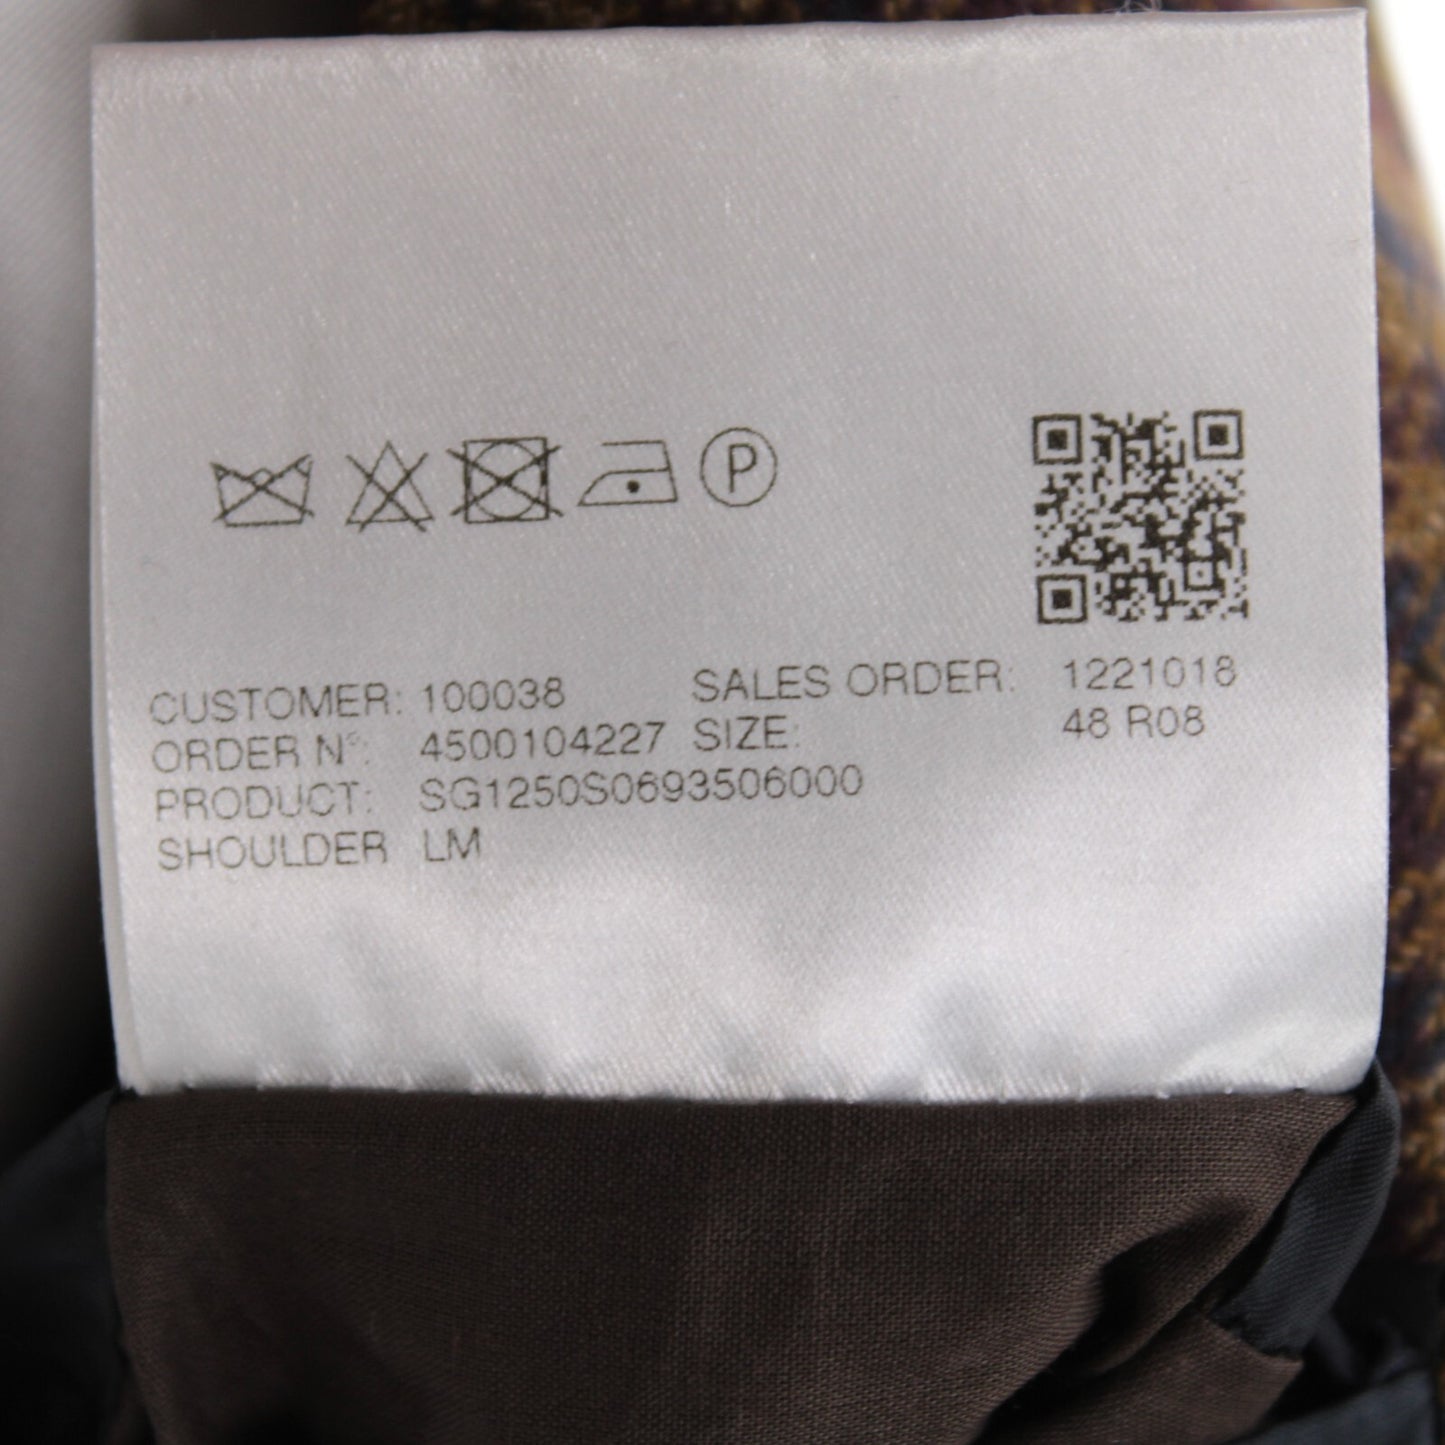 P
CUSTOMER: 100038 SALES ORDER: 1221018
ORDER N°: 4500104227 SIZE: 48 R08
PRODUCT: SG1250S0693506000
SHOULDER LM